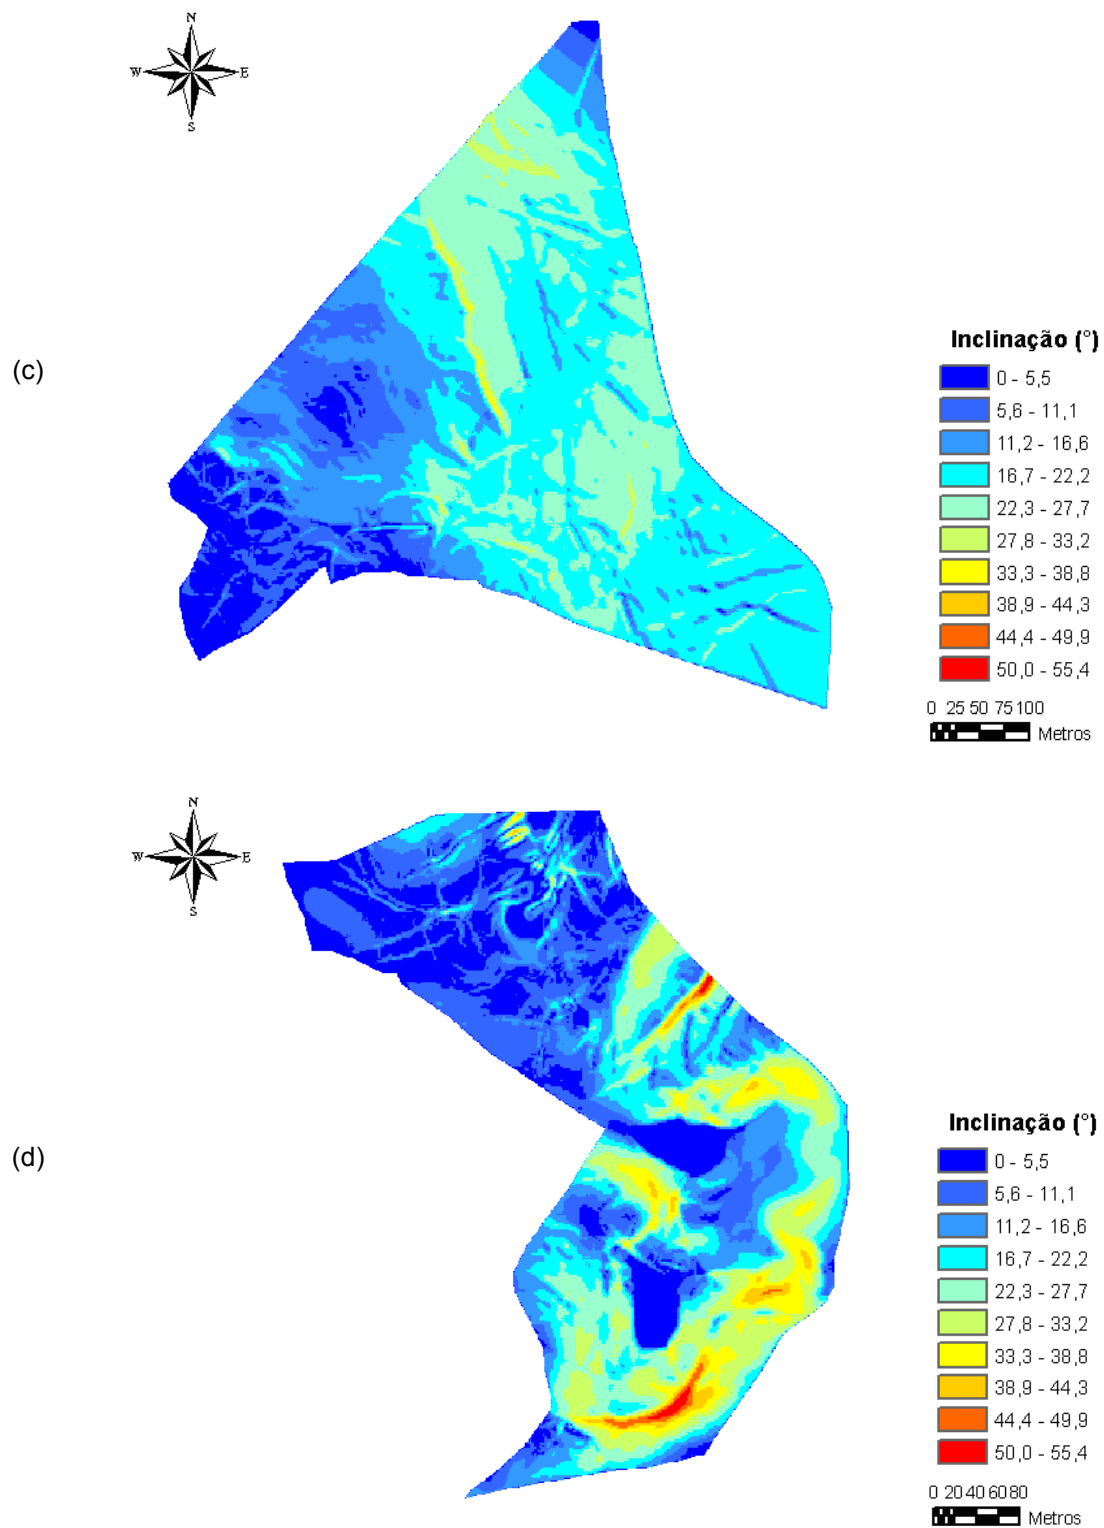 N
W E
S
(c)
Inclinação (°)
0 - 5,5
5,6 - 11,1
11,2 - 16,6
16,7 - 22,2
22,3 - 27,7
27,8 - 33,2
33,3 - 38,8
38,9 - 44,3
44,4 - 49,9
50,0 - 55,4
0 25 50 75 100
Metros
N
W E
S
(d)
Inclinação (°)
0 - 5,5
5,6 - 11,1
11,2 - 16,6
16,7 - 22,2
22,3 - 27,7
27,8 - 33,2
33,3 - 38,8
38,9 - 44,3
44,4 - 49,9
50,0 - 55,4
0 20 40 60 80
Metros